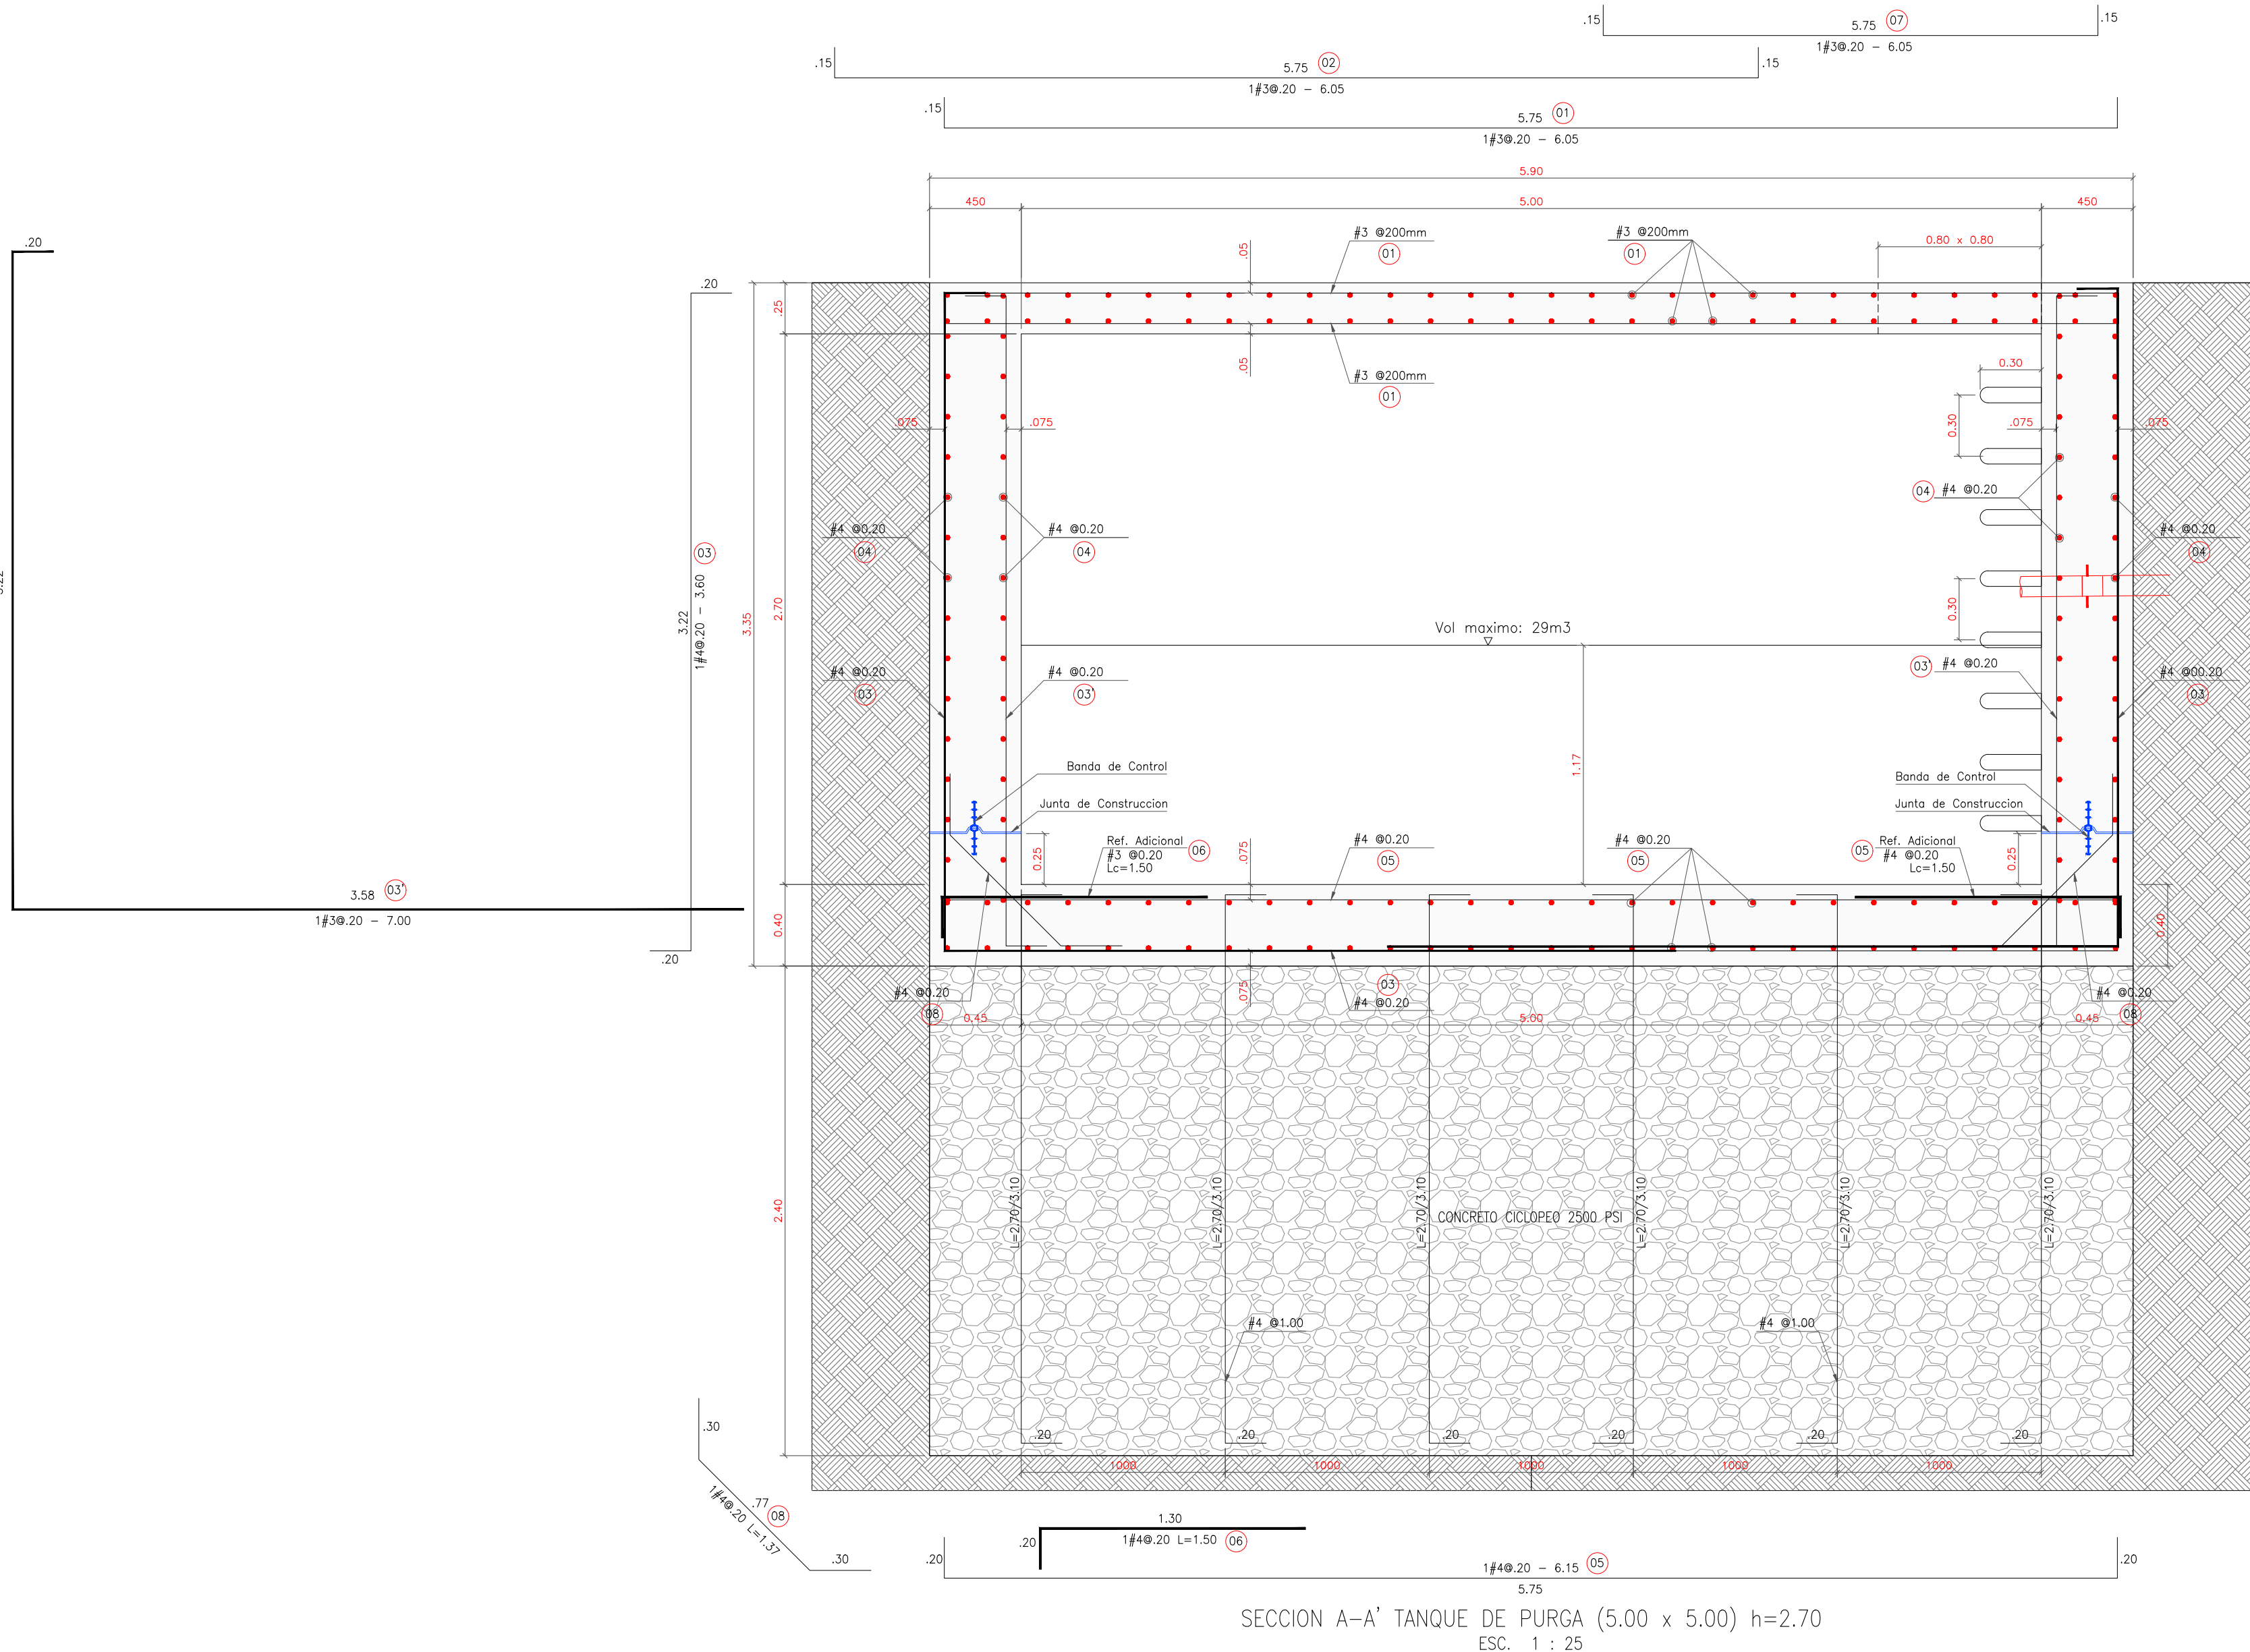 .15
5.75 07
.15
1#3@.20 - 6.05
.15
5.75 02
.15
1#3@.20 - 6.05
.15
5.75 01
1#3@.20 - 6.05
5.90
450
5.00
450
.20
.20
#3 @200mm
01
#3 @200mm
01
0.80 x 0.80
.05
.25
.05
#3 @200mm
01
0.30
0.30
.075
.075
.075
.075
04 #4 @0.20
#4 @0.20
04
#4 @0.20
04
#4 @0.20
04
3.22
1#4@.20 - 3.60 03
3.35
2.70
0.30
Vol maximo: 29m3
#4 @0.20
03
#4 @0.20
03'
03' #4 @0.20
#4 @00.20
03
1.17
Banda de Control
Junta de Construccion
Banda de Control
Junta de Construccion
Ref. Adicional
#3 @0.20
Lc=1.50
06
0.25
.075
#4 @0.20
05
#4 @0.20
05
05
Ref. Adicional
#4 @0.20
Lc=1.50
0.25
3.58 03'
1#3@.20 - 7.00
0.40
0.40
.20
#4 @0.20
08
.075
03
#4 @0.20
#4 @0.20
08
0.45
5.00
0.45
2.40
L=2.70/3.10
L=2.70/3.10
L=2.70/3.10
L=2.70/3.10
L=2.70/3.10
L=2.70/3.10
CONCRETO CICLOPEO 2500 PSI
#4 @1.00
#4 @1.00
.20
.20
.20
.20
.20
.20
1000
1000
1000
1000
1000
.30
.77
1#4@.20 L=1.37
08
.30
1.30
.20
1#4@.20 L=1.50 06
.20
1#4@.20 - 6.15 05
.20
5.75
SECCION A-A' TANQUE DE PURGA (5.00 x 5.00) h=2.70
ESC. 1 : 25